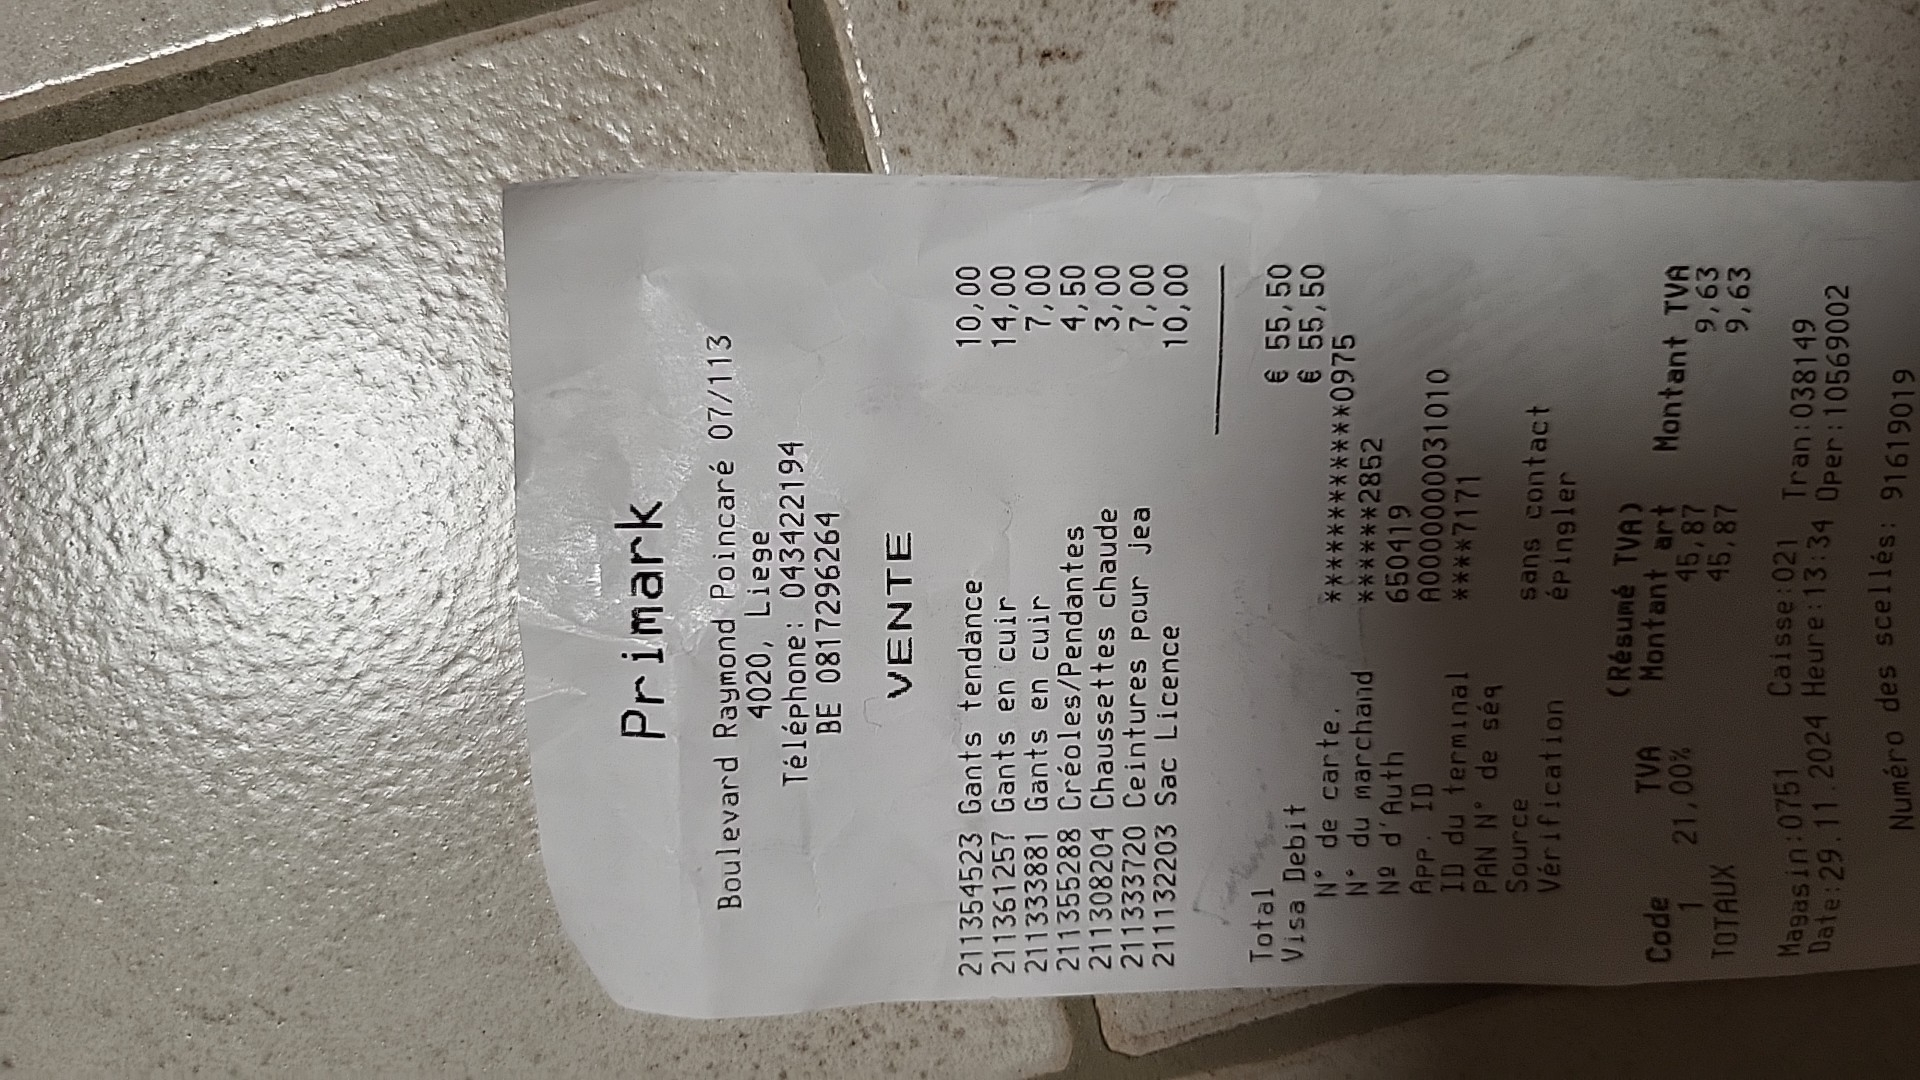 Primark
Boulevard Raymond Poincaré 07/113
4020, Liege
Téléphone: 043422194
BE 0817296264
VENTE
211354523 Gants tendance 10,00
211361257 Gants en cuir 14,00
211333881 Gants en cuir 7,00
211355288 Créoles/Pendantes 4,50
211308204 Chaussettes chaude 3,00
211333720 Ceintures pour jea 7,00
211132203 Sac Licence 10,00
Total € 55,50
Visa Debit € 55,50
N° de carte. ************0975
N° du marchand ******2852
Nº d'Auth 650419
App. ID A0000000031010
ID du terminal ****7171
PAN N° de séq
Source sans contact
Vérification épingler
(Résumé TVA)
Code TVA Montant art Montant TVA
1 21,00% 45,87 9,63
TOTAUX 45,87 9,63
Magasin:0751 Caisse:021 Tran:038149
Date:29.11.2024 Heure:13:34 Oper:10569002
Numéro des scellés: 91619019